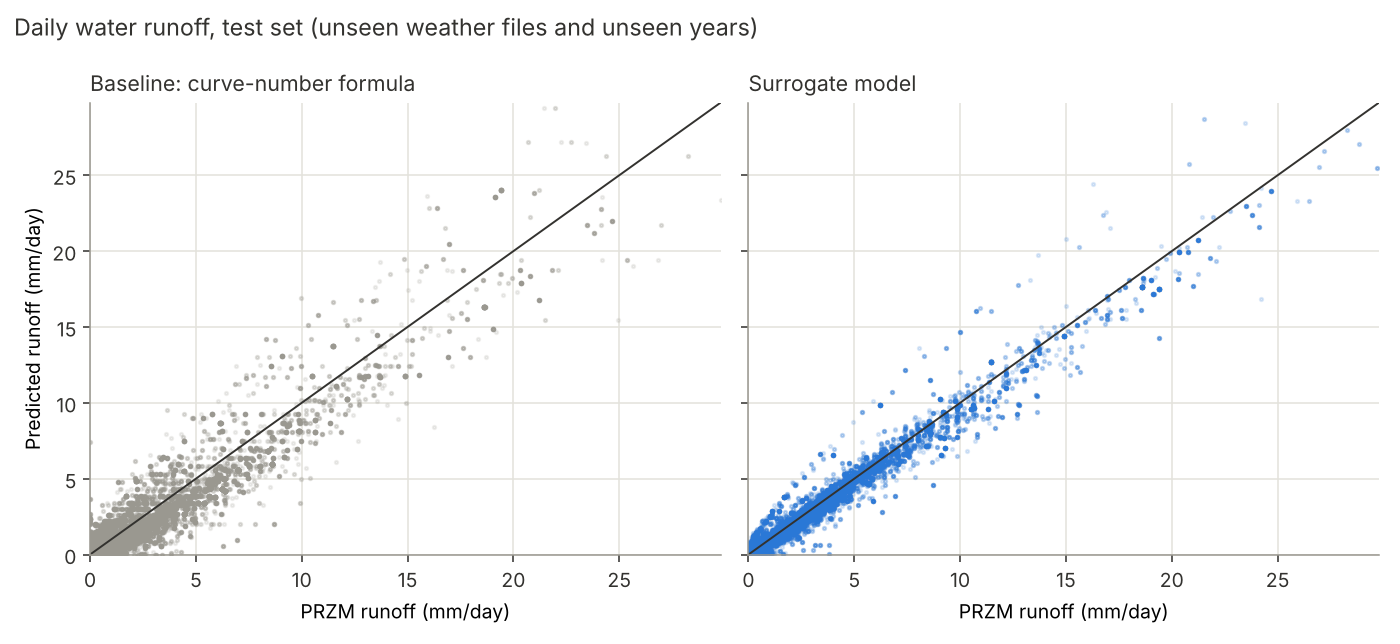 Daily water runoff, test set (unseen weather files and unseen years)
Baseline: curve-number formula
Surrogate model
Predicted runoff (mm/day)
25
20
15
10
5
0
0 5 10 15 20 25
0 5 10 15 20 25
PRZM runoff (mm/day)
PRZM runoff (mm/day)